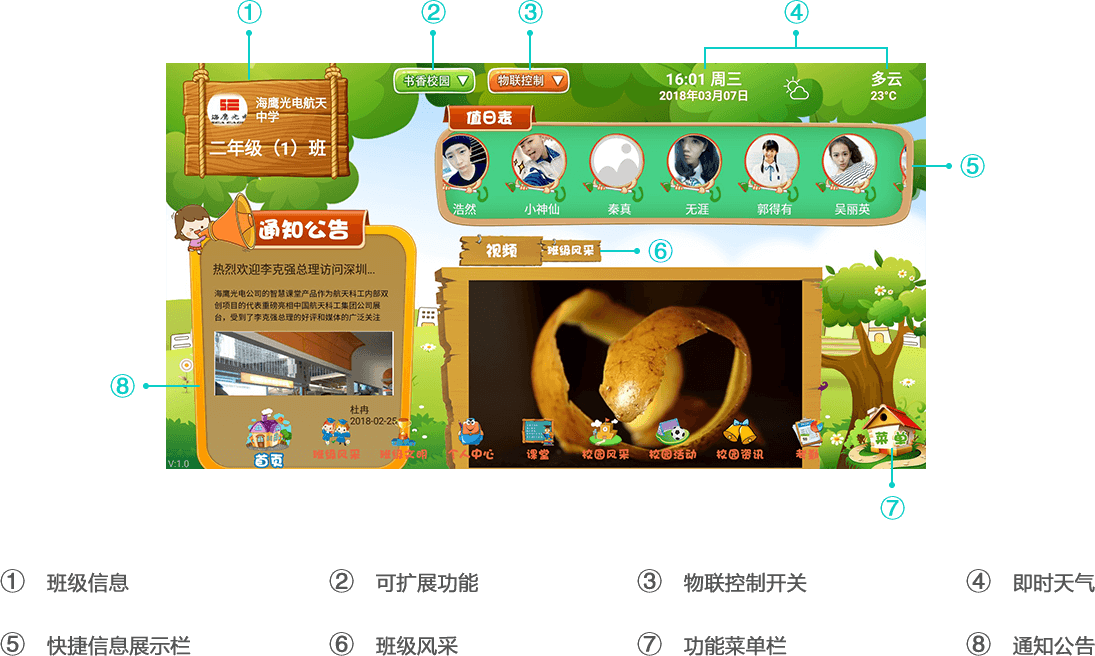 ① ② ③ ④
书香校园
物联控制
16:01 周三
2018年03月07日
多云
23°C
海鹰光电航天
中学
海鹰光电
二年级（1）班
值日表
⑤
浩然 小神仙 秦真 无涯 郭得有 吴丽英
通知公告
视频 班级风采
⑥
热烈欢迎李克强总理访问深圳...
海鹰光电公司的智慧课堂产品作为航天科工内部双
创项目的代表重磅亮相中国航天科工集团公司展
台，受到了李克强总理的好评和媒体的广泛关注
⑧
杜冉
2018-02-25
首页 班级风采 班级文明 个人中心 课堂 校园风采 校园活动 校园资讯 考勤 菜单
V:1.0
⑦
① 班级信息 ② 可扩展功能 ③ 物联控制开关 ④ 即时天气
⑤ 快捷信息展示栏 ⑥ 班级风采 ⑦ 功能菜单栏 ⑧ 通知公告